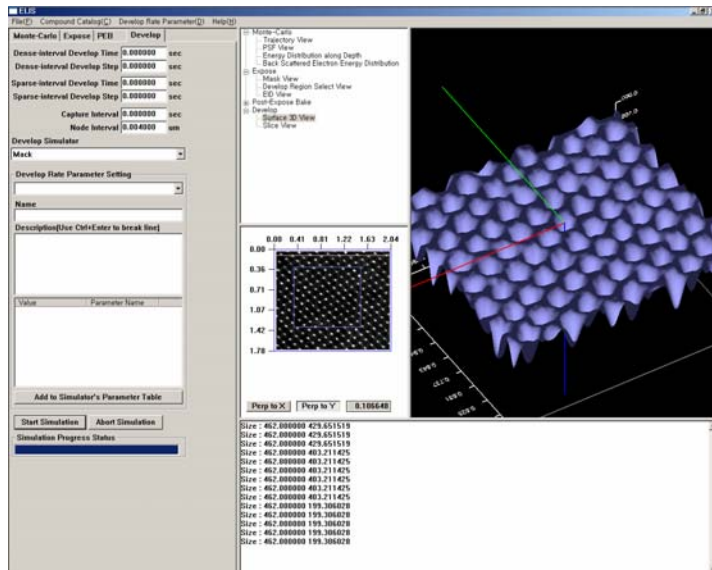 ELIS
File(F) Compound Catalog(C) Develop Rate Parameter(D) Help(H)
Monte-Carlo Expose PEB Develop
Dense-interval Develop Time 0.000000 sec
Dense-interval Develop Step 0.000000 sec
Sparse-interval Develop Time 0.000000 sec
Sparse-interval Develop Step 0.000000 sec
Capture Interval 0.000000 sec
Node Interval 0.004000 um
Develop Simulator
Mack
Develop Rate Parameter Setting
Name
Description(Use Ctrl+Enter to break line)
Value Parameter Name
Add to Simulator's Parameter Table
Start Simulation Abort Simulation
Simulation Progress Status
Monte-Carlo
Trajectory View
PSF View
Energy Distribution along Depth
Back Scattered Electron Energy Distribution
Expose
Mask View
Develop Region Select View
EID View
Post-Expose Bake
Develop
Surface 3D View
Slice View
0.00 0.41 0.81 1.22 1.63 2.04
0.00
0.36
0.71
1.07
1.42
1.78
Perp to X Perp to Y 0.106640
Size : 462.000000 429.651519
Size : 462.000000 429.651519
Size : 462.000000 429.651519
Size : 462.000000 403.211425
Size : 462.000000 403.211425
Size : 462.000000 403.211425
Size : 462.000000 403.211425
Size : 462.000000 403.211425
Size : 462.000000 403.211425
Size : 462.000000 199.306028
Size : 462.000000 199.306028
Size : 462.000000 199.306028
Size : 462.000000 199.306028
Size : 462.000000 199.306028